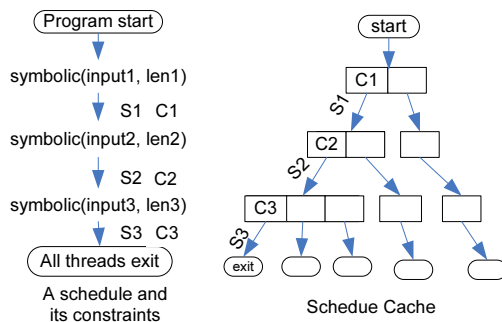 Program start
symbolic(input1, len1)
S1 C1
symbolic(input2, len2)
S2 C2
symbolic(input3, len3)
S3 C3
All threads exit
A schedule and
its constraints
start
C1
S1
C2
S2
C3
S3
exit
Schedue Cache